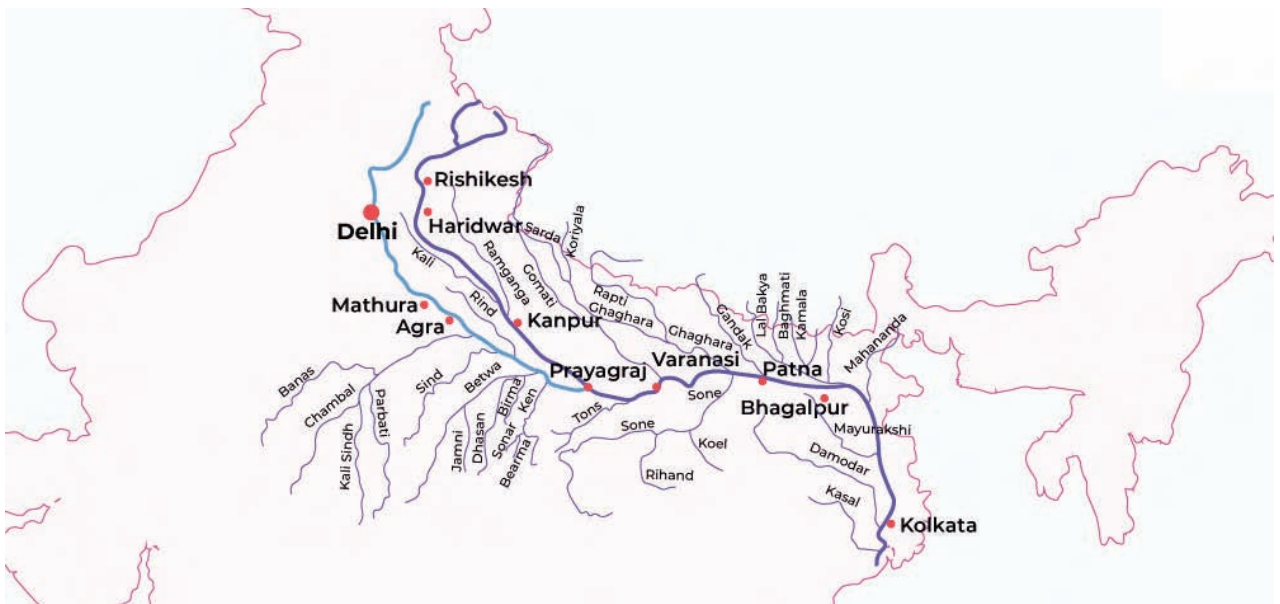 Rishikesh
Delhi
Haridwar
Kali
Ramganga
Gomati
Sarda
Koriyala
Mathura
Agra
Rind
Kanpur
Rapti
Ghaghara
Ghaghara
Gandak
Lal Bakya
Baghmati
Kamala
Kosi
Mahananda
Banas
Chambal
Parbati
Kali Sindh
Sind
Betwa
Jamni
Dhasan
Birma
Sonar
Bearma
Ken
Prayagraj
Varanasi
Patna
Tons
Sone
Sone
Koel
Rihand
Bhagalpur
Mayurakshi
Damodar
Kasal
Kolkata